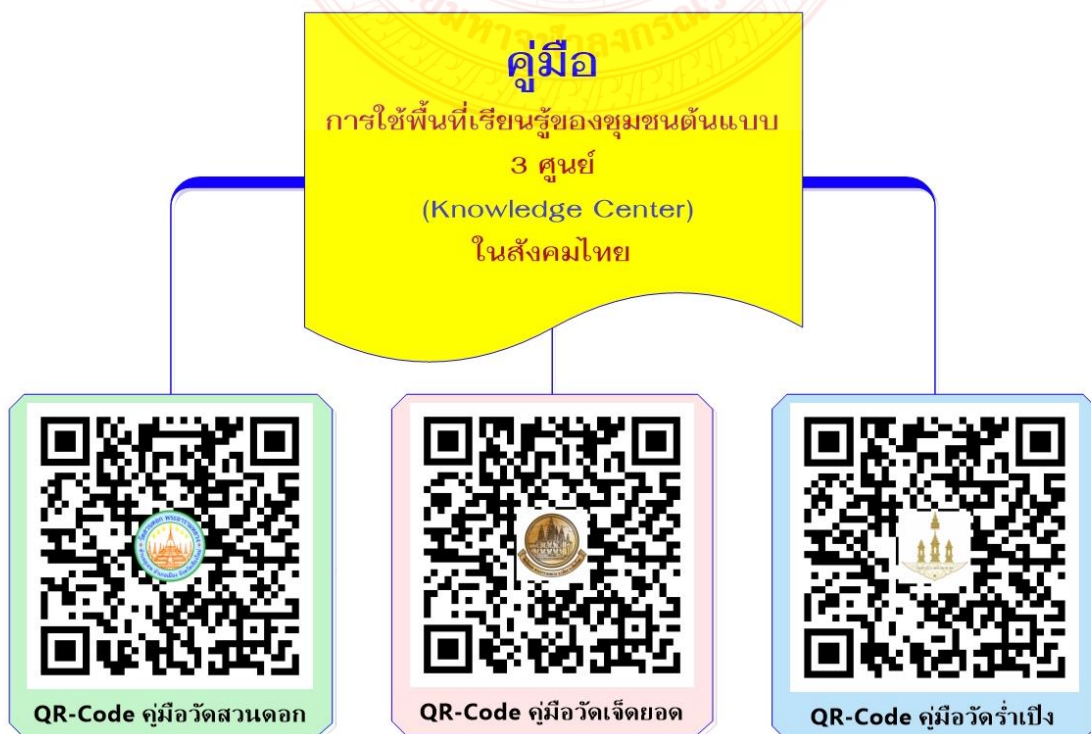 คู่มือ
การใช้พื้นที่เรียนรู้ของชุมชนต้นแบบ
3 ศูนย์
(Knowledge Center)
ในสังคมไทย
QR-Code คู่มือวัดสวนดอก
QR-Code คู่มือวัดเจ็ดยอด
QR-Code คู่มือวัดร่ำเปิง